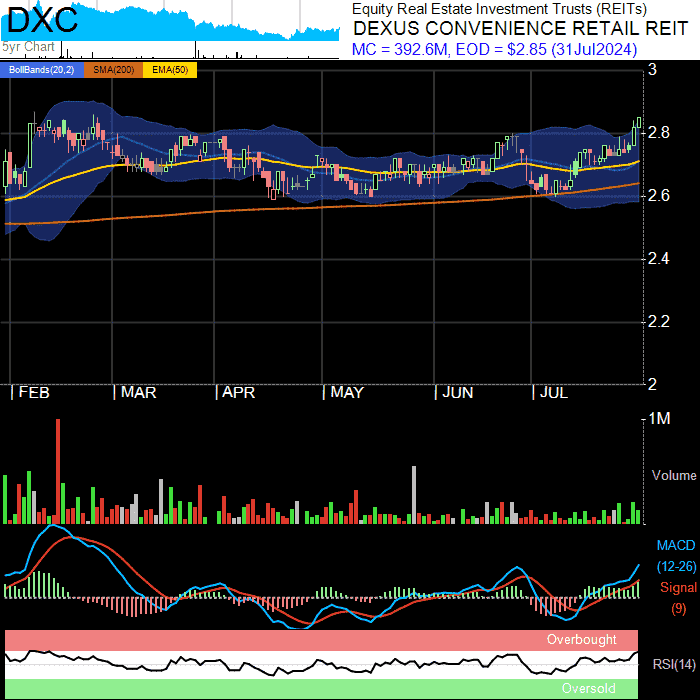 DXC
5yr Chart
Equity Real Estate Investment Trusts (REITs)
DEXUS CONVENIENCE RETAIL REIT
MC = 392.6M, EOD = $2.85 (31Jul2024)
BollBands(20,2) SMA(200) EMA(50)
3
2.8
2.6
2.4
2.2
2
FEB MAR APR MAY JUN JUL
1M
Volume
MACD
(12-26)
Signal
(9)
Overbought
RSI(14)
Oversold